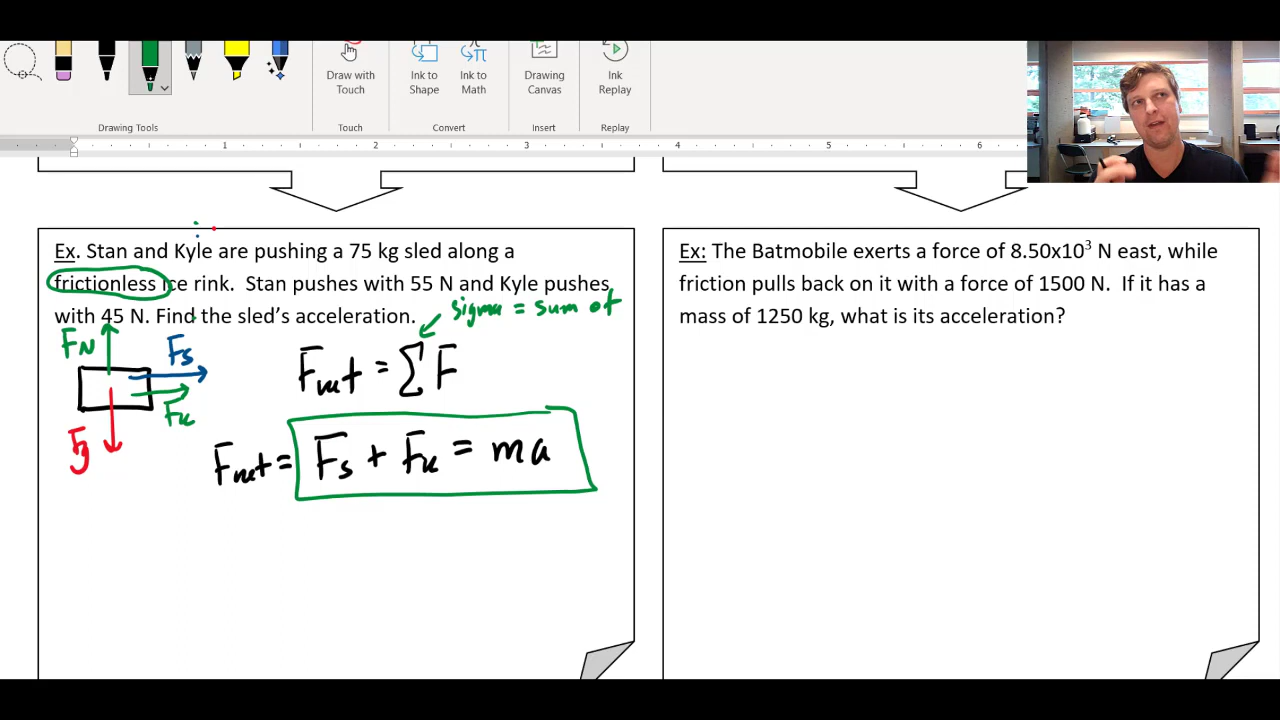 Draw with Touch
Ink to Shape
Ink to Math
Drawing Canvas
Ink Replay
Drawing Tools
Touch
Convert
Insert
Replay
1
2
3
4
5
6
Ex. Stan and Kyle are pushing a 75 kg sled along a
frictionless ice rink. Stan pushes with 55 N and Kyle pushes
with 45 N. Find the sled's acceleration.
sigma = sum of
FN
Fs
Fk
Fg
Fnet = ∑F
Fnet = Fs + Fk = ma
Ex: The Batmobile exerts a force of 8.50x10³ N east, while
friction pulls back on it with a force of 1500 N. If it has a
mass of 1250 kg, what is its acceleration?